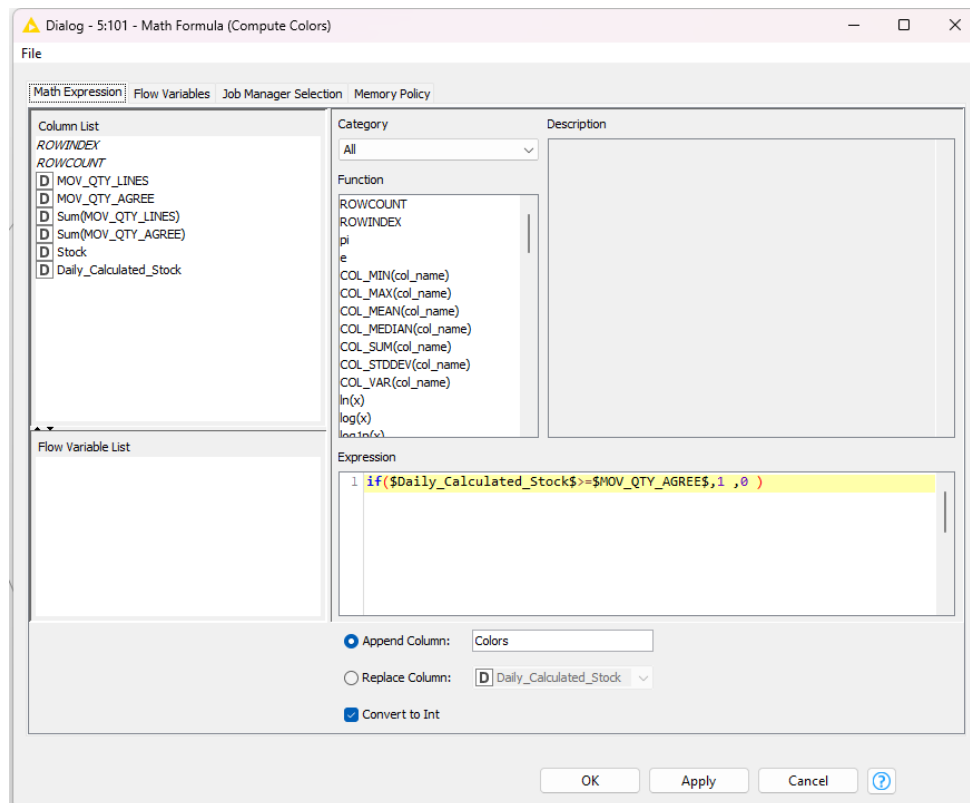 Dialog - 5:101 - Math Formula (Compute Colors)
File
Math Expression Flow Variables Job Manager Selection Memory Policy
Column List
ROWINDEX
ROWCOUNT
D MOV_QTY_LINES
D MOV_QTY_AGREE
D Sum(MOV_QTY_LINES)
D Sum(MOV_QTY_AGREE)
D Stock
D Daily_Calculated_Stock
Flow Variable List
Category
All
Function
ROWCOUNT
ROWINDEX
pi
e
COL_MIN(col_name)
COL_MAX(col_name)
COL_MEAN(col_name)
COL_MEDIAN(col_name)
COL_SUM(col_name)
COL_STDDEV(col_name)
COL_VAR(col_name)
ln(x)
log(x)
log1p(x)
Description
Expression
1 if($Daily_Calculated_Stock$>=$MOV_QTY_AGREE$,1 ,0 )
Append Column: Colors
Replace Column: D Daily_Calculated_Stock
Convert to Int
OK Apply Cancel ?